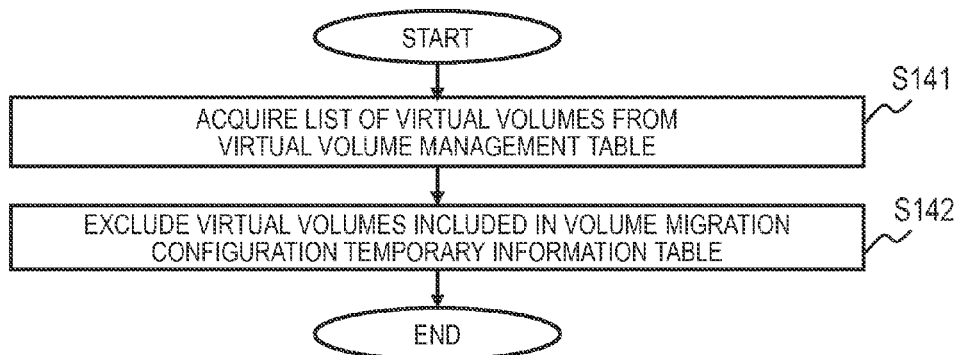 START
S141
ACQUIRE LIST OF VIRTUAL VOLUMES FROM
VIRTUAL VOLUME MANAGEMENT TABLE
S142
EXCLUDE VIRTUAL VOLUMES INCLUDED IN VOLUME MIGRATION
CONFIGURATION TEMPORARY INFORMATION TABLE
END